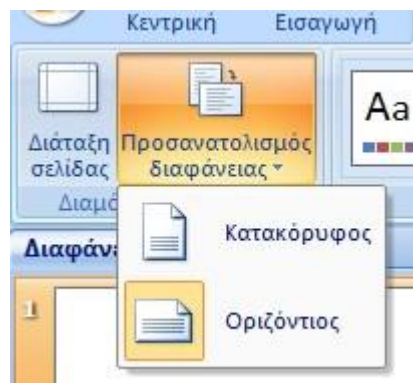 Κεντρική Εισαγωγή
Διάταξη σελίδας
Προσανατολισμός διαφάνειας
Aa
Κατακόρυφος
Οριζόντιος
1